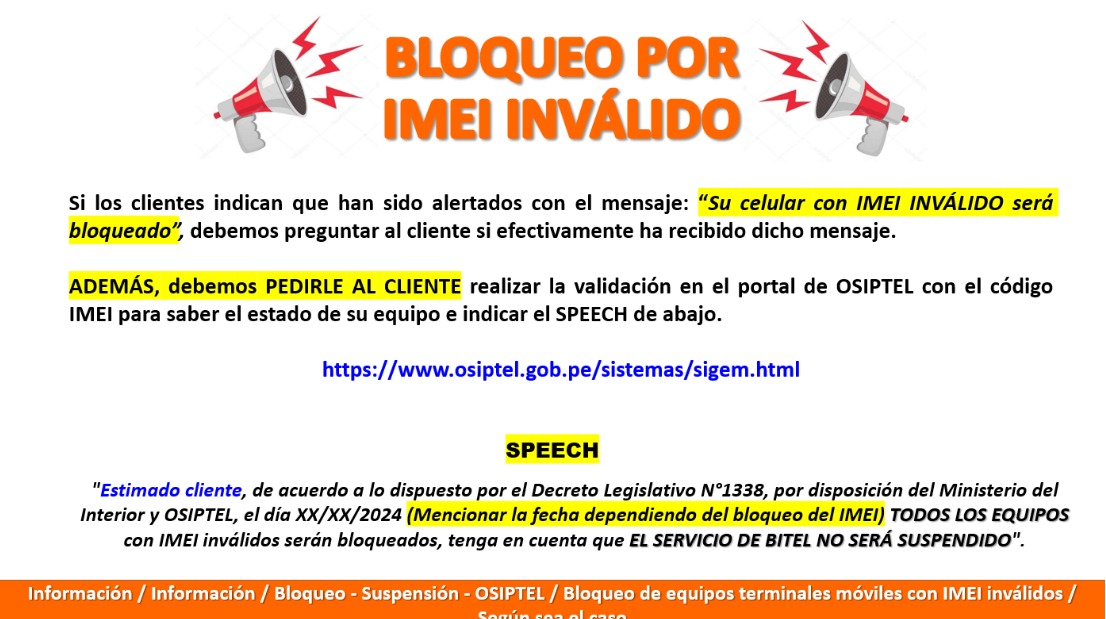 BLOQUEO POR
IMEI INVÁLIDO
Si los clientes indican que han sido alertados con el mensaje: “Su celular con IMEI INVÁLIDO será
bloqueado”, debemos preguntar al cliente si efectivamente ha recibido dicho mensaje.
ADEMÁS, debemos PEDIRLE AL CLIENTE realizar la validación en el portal de OSIPTEL con el código
IMEI para saber el estado de su equipo e indicar el SPEECH de abajo.
https://www.osiptel.gob.pe/sistemas/sigem.html
SPEECH
"Estimado cliente, de acuerdo a lo dispuesto por el Decreto Legislativo N°1338, por disposición del Ministerio del
Interior y OSIPTEL, el día XX/XX/2024 (Mencionar la fecha dependiendo del bloqueo del IMEI) TODOS LOS EQUIPOS
con IMEI inválidos serán bloqueados, tenga en cuenta que EL SERVICIO DE BITEL NO SERÁ SUSPENDIDO".
Información / Información / Bloqueo - Suspensión - OSIPTEL / Bloqueo de equipos terminales móviles con IMEI inválidos /
Según sea el caso